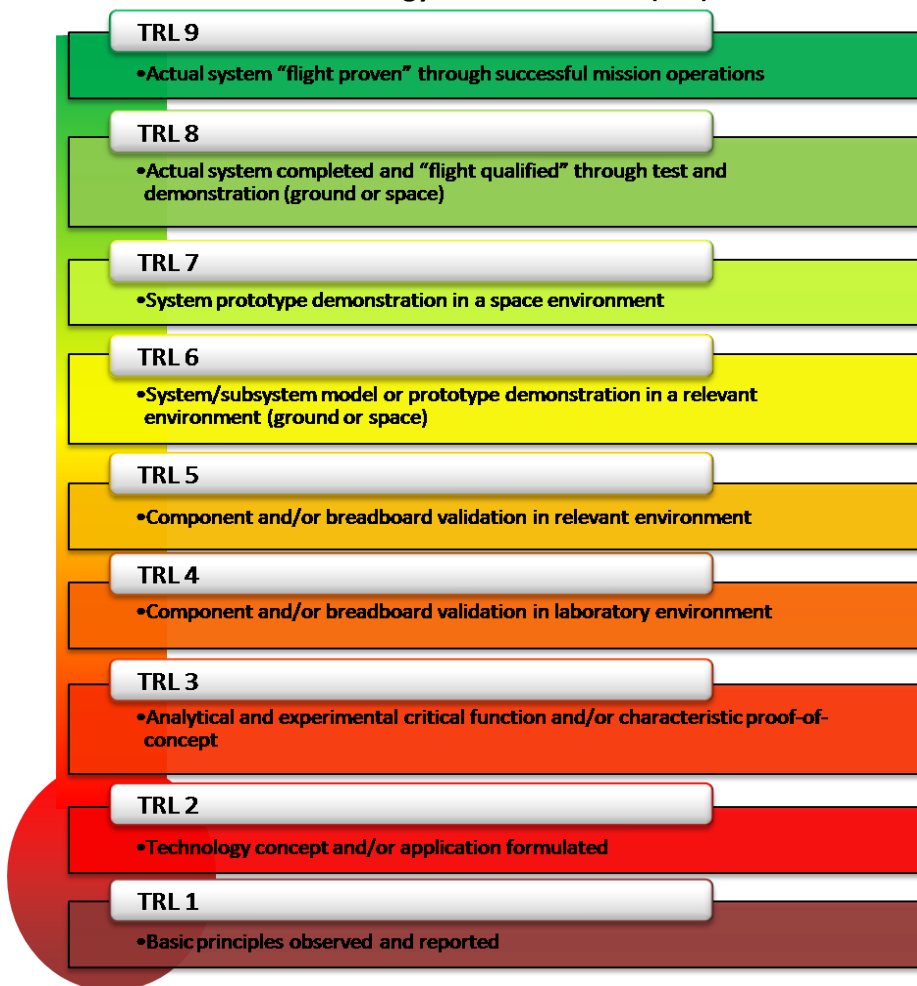 TRL 9
•Actual system “flight proven” through successful mission operations
TRL 8
•Actual system completed and “flight qualified” through test and
demonstration (ground or space)
TRL 7
•System prototype demonstration in a space environment
TRL 6
•System/subsystem model or prototype demonstration in a relevant
environment (ground or space)
TRL 5
•Component and/or breadboard validation in relevant environment
TRL 4
•Component and/or breadboard validation in laboratory environment
TRL 3
•Analytical and experimental critical function and/or characteristic proof-of-
concept
TRL 2
•Technology concept and/or application formulated
TRL 1
•Basic principles observed and reported